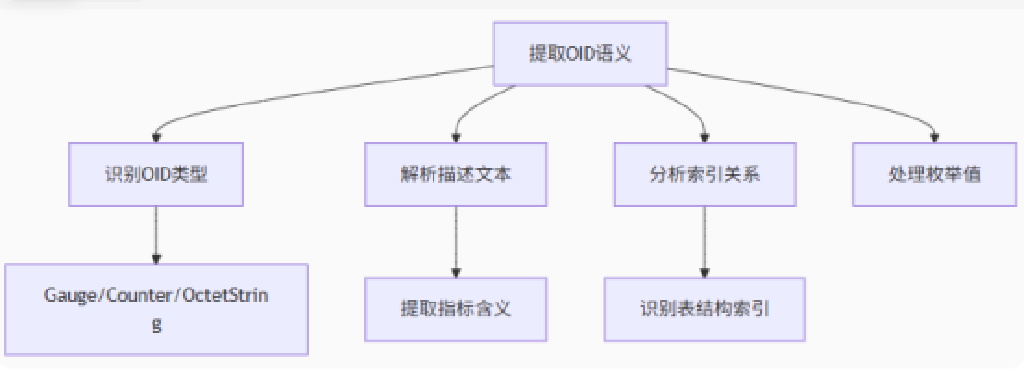 提取OID语义
识别OID类型
解析描述文本
分析索引关系
处理枚举值
Gauge/Counter/OctetStrin
g
提取指标含义
识别表结构索引